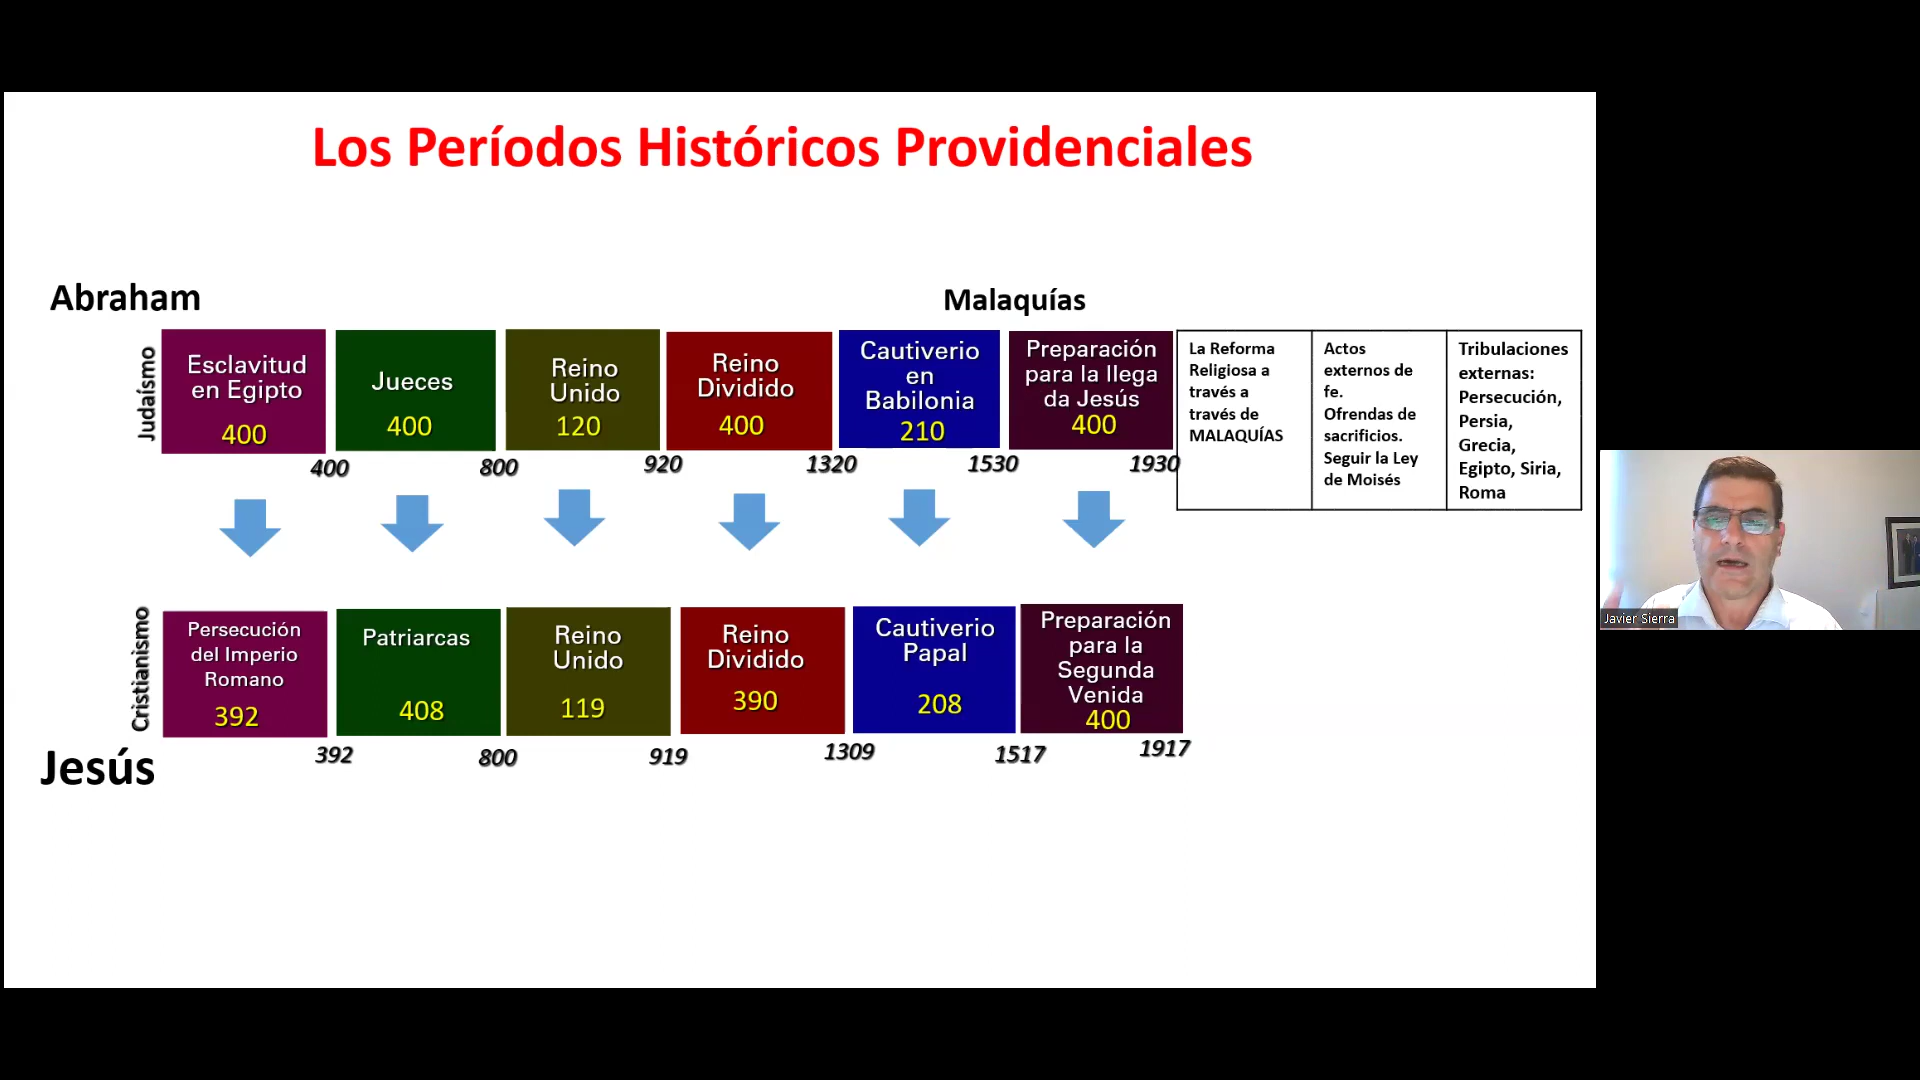 Los Períodos Históricos Providenciales
Abraham
Malaquías
Judaísmo
Esclavitud
en Egipto
400
Jueces
400
Reino
Unido
120
Reino
Dividido
400
Cautiverio
en
Babilonia
210
Preparación
para la llega
da Jesús
400
La Reforma
Religiosa a
través a
través de
MALAQUÍAS
Actos
externos de
fe.
Ofrendas de
sacrificios.
Seguir la Ley
de Moisés
Tribulaciones
externas:
Persecución,
Persia,
Grecia,
Egipto, Siria,
Roma
400
800
920
1320
1530
1930
Cristianismo
Persecución
del Imperio
Romano
392
Patriarcas
408
Reino
Unido
119
Reino
Dividido
390
Cautiverio
Papal
208
Preparación
para la
Segunda
Venida
400
392
800
919
1309
1517
1917
Jesús
Javier Sierra